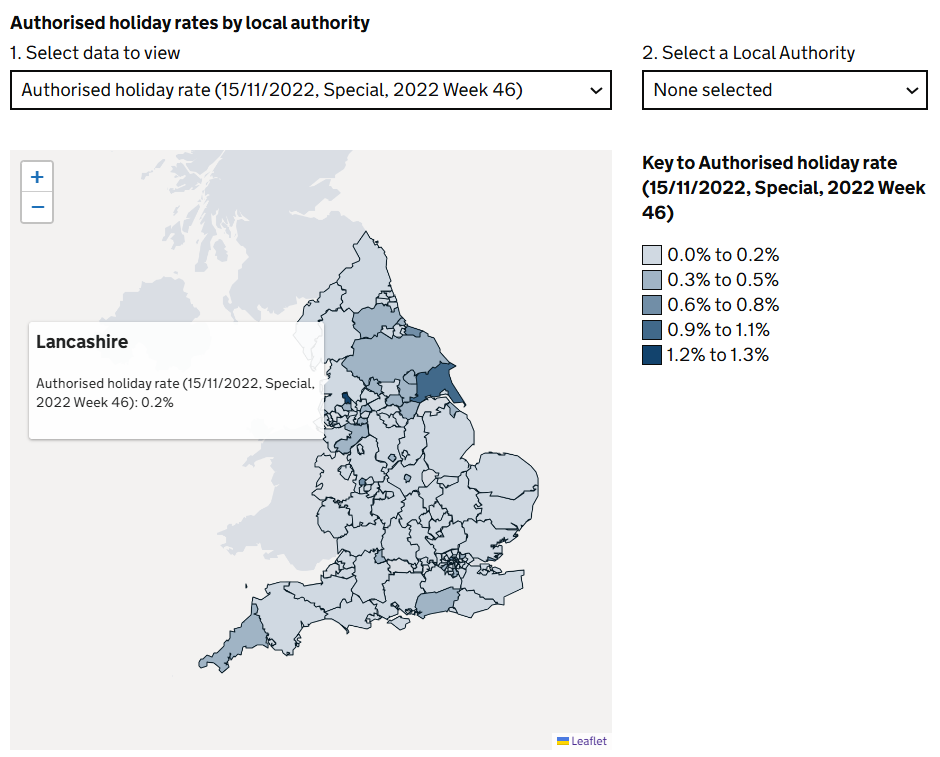 Authorised holiday rates by local authority
1. Select data to view
2. Select a Local Authority
Authorised holiday rate (15/11/2022, Special, 2022 Week 46)
None selected
+
−
Key to Authorised holiday rate
(15/11/2022, Special, 2022 Week
46)
0.0% to 0.2%
0.3% to 0.5%
0.6% to 0.8%
0.9% to 1.1%
1.2% to 1.3%
Lancashire
Authorised holiday rate (15/11/2022, Special,
2022 Week 46): 0.2%
Leaflet